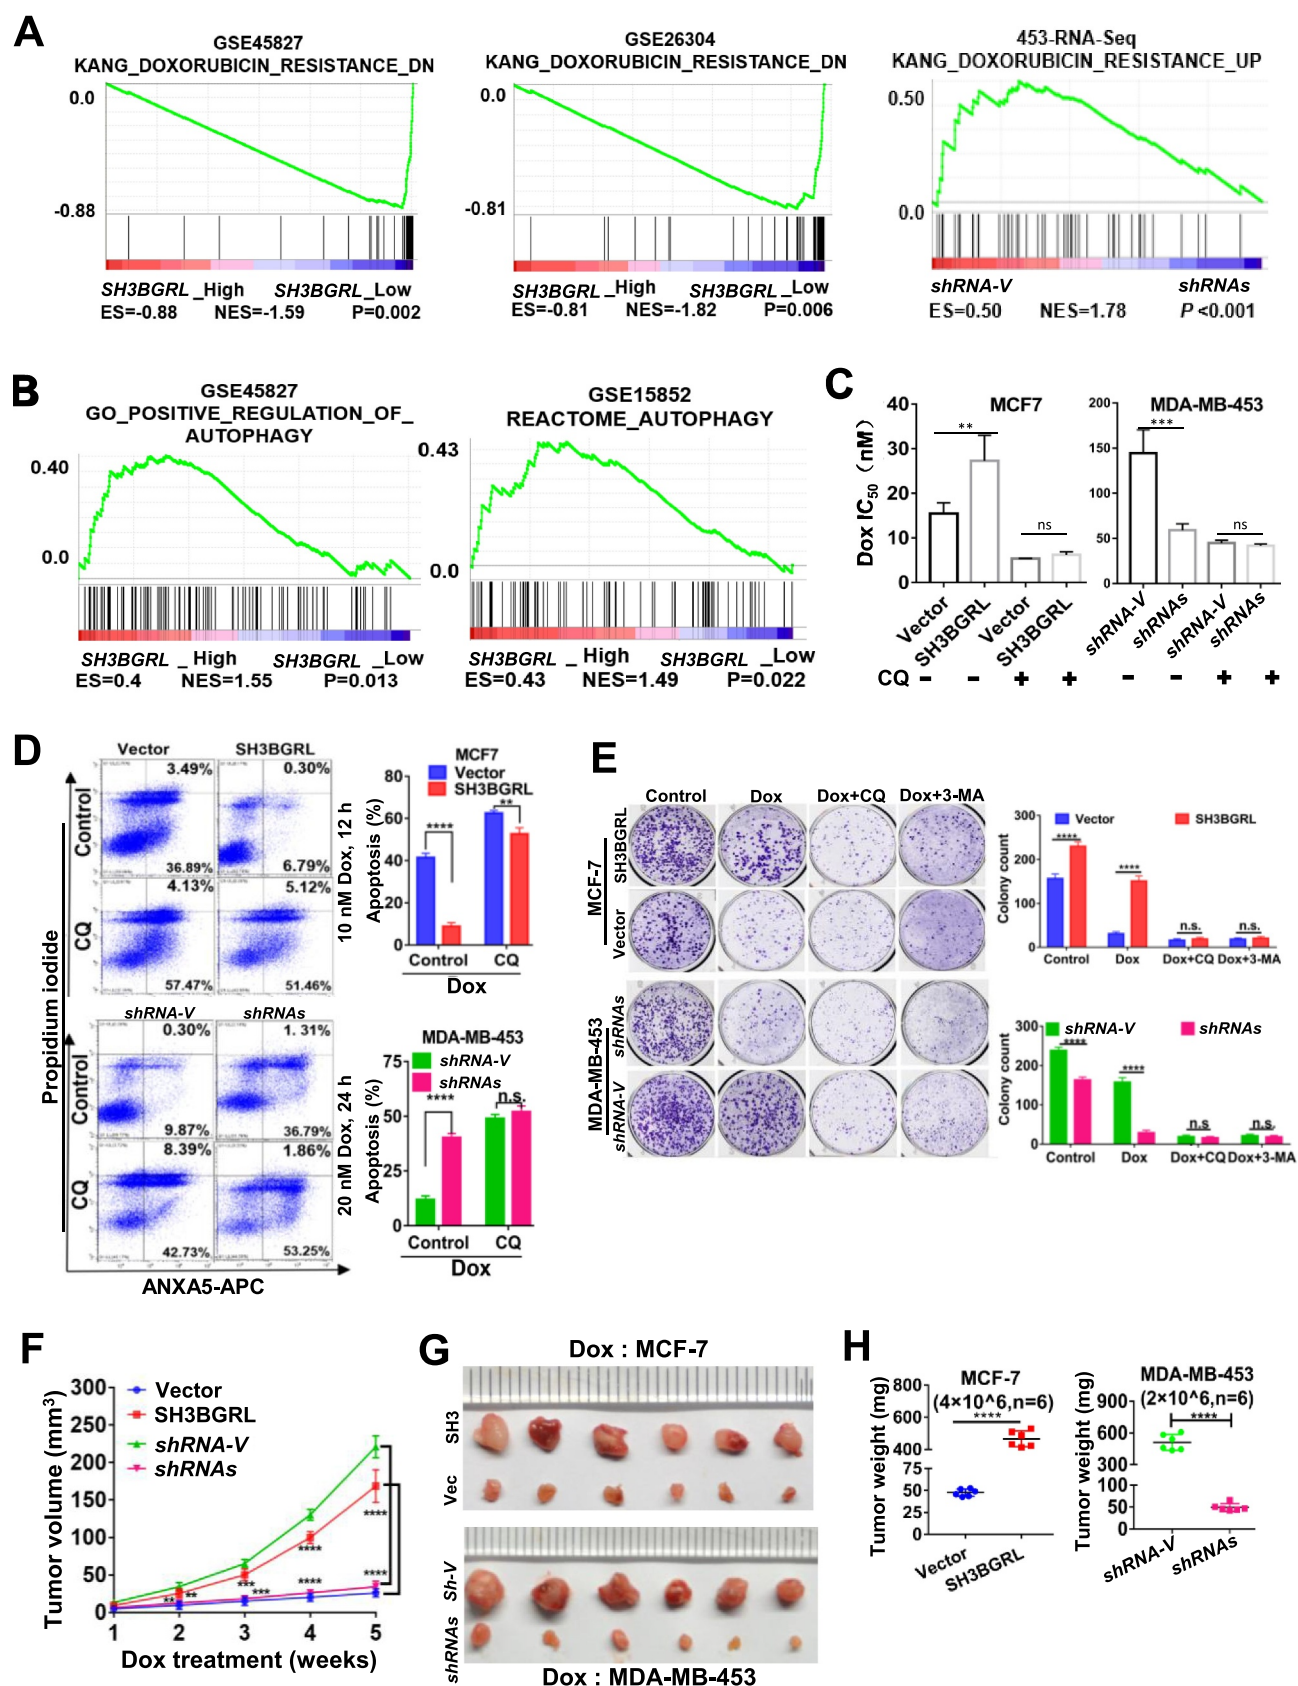 A
GSE45827
KANG_DOXORUBICIN_RESISTANCE_DN
0.0
-0.88
SH3BGRL_High SH3BGRL_Low
ES=-0.88 NES=-1.59 P=0.002
GSE26304
KANG_DOXORUBICIN_RESISTANCE_DN
0.0
-0.81
SH3BGRL_High SH3BGRL_Low
ES=-0.81 NES=-1.82 P=0.006
453-RNA-Seq
KANG_DOXORUBICIN_RESISTANCE_UP
0.50
0.0
shRNA-V shRNAs
ES=0.50 NES=1.78 P <0.001
B
GSE45827
GO_POSITIVE_REGULATION_OF_
AUTOPHAGY
0.40
0.0
SH3BGRL _ High SH3BGRL _Low
ES=0.4 NES=1.55 P=0.013
GSE15852
REACTOME_AUTOPHAGY
0.43
0.0
SH3BGRL _ High SH3BGRL _Low
ES=0.43 NES=1.49 P=0.022
C
Dox IC50 (nM)
MCF7
40
30
20
10
0
**
ns
Vector SH3BGRL Vector SH3BGRL
MDA-MB-453
200
150
100
50
0
***
ns
shRNA-V shRNAs shRNA-V shRNAs
CQ - - + + - - + +
D
Vector SH3BGRL
Propidium iodide
Control
3.49% 0.30%
36.89% 6.79%
CQ
4.13% 5.12%
57.47% 51.46%
shRNA-V shRNAs
Control
0.30% 1.31%
9.87% 36.79%
CQ
8.39% 1.86%
42.73% 53.25%
ANXA5-APC
10 nM Dox, 12 h
Apoptosis (%)
MCF7
Vector
SH3BGRL
80
60
40
20
0
****
**
Control CQ
Dox
20 nM Dox, 24 h
Apoptosis (%)
MDA-MB-453
shRNA-V
shRNAs
75
50
25
0
****
n.s.
Control CQ
Dox
E
Control Dox Dox+CQ Dox+3-MA
MCF-7
SH3BGRL
Vector
MDA-MB-453
shRNAs
shRNA-V
Vector SH3BGRL
Colony count
300
200
100
0
****
****
n.s.
n.s.
Control Dox Dox+CQ Dox+3-MA
shRNA-V shRNAs
Colony count
300
200
100
0
****
****
n.s
n.s.
Control Dox Dox+CQ Dox+3-MA
F
Tumor volume (mm3)
Vector
SH3BGRL
shRNA-V
shRNAs
300
200
150
100
50
0
**
**
***
***
****
****
****
****
1 2 3 4 5
Dox treatment (weeks)
G
Dox : MCF-7
SH3
Vec
Sh-V
shRNAs
Dox : MDA-MB-453
H
Tumor weight (mg)
MCF-7
(4×10^6,n=6)
****
800
600
400
75
50
25
0
Vector SH3BGRL
Tumor weight (mg)
MDA-MB-453
(2×10^6,n=6)
****
900
600
300
100
50
0
shRNA-V shRNAs